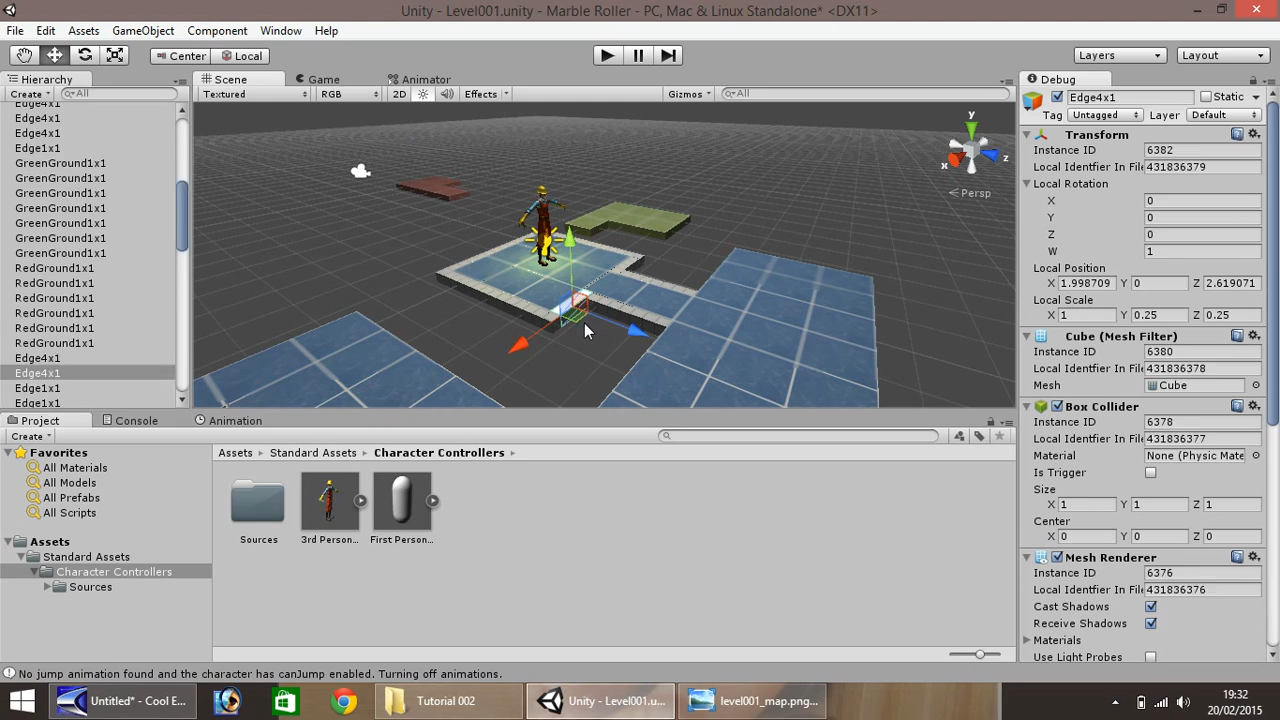 Unity - Level001.unity - Marble Roller - PC, Mac & Linux Standalone* <DX11>
File Edit Assets GameObject Component Window Help
Center Local Layers Layout
Hierarchy
Create All
Edge4x1
Edge4x1
Edge4x1
Edge1x1
GreenGround1x1
GreenGround1x1
GreenGround1x1
GreenGround1x1
GreenGround1x1
GreenGround1x1
GreenGround1x1
RedGround1x1
RedGround1x1
RedGround1x1
RedGround1x1
RedGround1x1
RedGround1x1
Edge4x1
Edge4x1
Edge1x1
Edge1x1
Scene Game Animator
Textured RGB 2D Effects Gizmos All
y
x z
Persp
Debug
Edge4x1 Static
Tag Untagged Layer Default
Transform
Instance ID 6382
Local Identfier In File 431836379
Local Rotation
X 0
Y 0
Z 0
W 1
Local Position
X 1.998709 Y 0 Z 2.619071
Local Scale
X 1 Y 0.25 Z 0.25
Cube (Mesh Filter)
Instance ID 6380
Local Identfier In File 431836378
Mesh Cube
Box Collider
Instance ID 6378
Local Identfier In File 431836377
Material None (Physic Mate
Is Trigger
Size
X 1 Y 1 Z 1
Center
X 0 Y 0 Z 0
Mesh Renderer
Instance ID 6376
Local Identfier In File 431836376
Cast Shadows
Receive Shadows
Materials
Use Light Probes
Project Console Animation
Create
Favorites
All Materials
All Models
All Prefabs
All Scripts
Assets
Standard Assets
Character Controllers
Sources
Assets Standard Assets Character Controllers
Sources 3rd Person... First Person...
No jump animation found and the character has canJump enabled. Turning off animations.
Untitled* - Cool E... Tutorial 002 Unity - Level001.u... level001_map.png...
19:32
20/02/2015